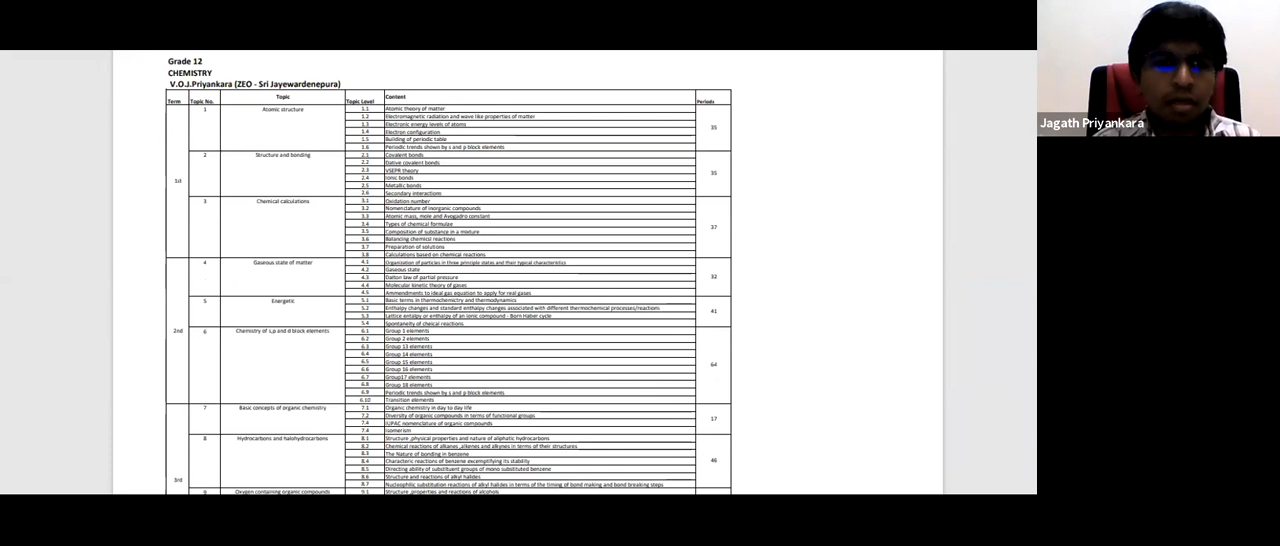 Grade 12
CHEMISTRY
V.O.J.Priyankara (ZEO - Sri Jayewardenepura)
Term Topic No. Topic Topic Level Content Periods
1 Atomic structure 1.1 Atomic theory of matter
1.2 Electromagnetic radiation and wave like properties of matter
1.3 Electronic energy levels of atoms
35
1.4 Electron configuration
1.5 Building of periodic table
1.6 Periodic trends shown by s and p block elements
2 Structure and bonding 2.1 Covalent bonds
2.2 Dative covalent bonds
2.3 VSEPR theory
35
1st
2.4 Ionic bonds
2.5 Metallic bonds
2.6 Secondary interactions
3 Chemical calculations 3.1 Oxidation number
3.2 Nomenclature of inorganic compounds
3.3 Atomic mass, mole and Avogadro constant
3.4 Types of chemical formulae
37
3.5 Composition of substance in a mixture
3.6 Balancing chemicsl reactions
3.7 Preparation of solutions
3.8 Calculations based on chemical reactions
4 Gaseous state of matter 4.1 Organization of particles in three principle states and their typical characteristics
4.2 Gaseous state
4.3 Dalton law of partial pressure
32
4.4 Molecular kinetic theory of gases
4.5 Ammendments to ideal gas equation to apply for real gases
5 Energetic 5.1 Basic terms in thermochemictry and thermodynamics
5.2 Enthalpy changes and standard enthalpy changes associated with different thermochemical processes/reactions
41
5.3 Lattice entalpy or enthalpy of an ionic compound - Born Haber cycle
5.4 Spontaneity of cheical reactions
2nd 6 Chemistry of s,p and d block elements 6.1 Group 1 elements
6.2 Group 2 elements
6.3 Group 13 elements
6.4 Group 14 elements
6.5 Group 15 elements
64
6.6 Group 16 elements
6.7 Group17 elements
6.8 Group 18 elements
6.9 Periodic trends shown by s and p block elements
6.10 Transition elements
7 Basic concepts of organic chemistry 7.1 Organic chemistry in day to day life
7.2 Diversity of organic compounds in terms of functional groups
17
7.4 IUPAC nomenclature of organic compounds
7.4 Isomerism
8 Hydrocarbons and halohydrocarbons 8.1 Structure ,physical properties and nature of aliphatic hydrocarbons
8.2 Chemical reactions of alkanes ,alkenes and alkynes in terms of their structures
8.3 The Nature of bonding in benzene
8.4 Characteric reactions of benzene excemptifying its stability
46
8.5 Directing ability of substituent groups of mono substituted benzene
8.6 Structure and reactions of alkyl halides
3rd
8.7 Nucleophilic substitution reactions of alkyl halides in terms of the timing of bond making and bond breaking steps
9 Oxygen containing organic compounds 9.1 Structure ,properties and reactions of alcohols
Jagath Priyankara